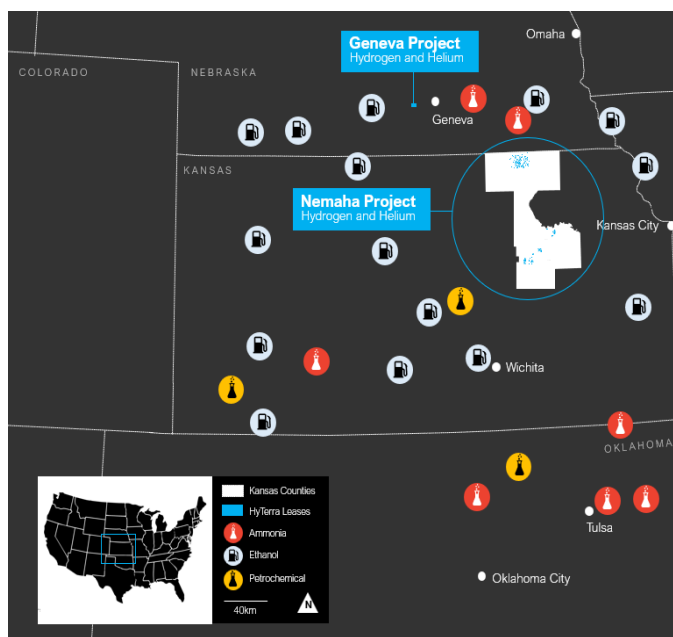 Omaha
Geneva Project
Hydrogen and Helium
COLORADO
NEBRASKA
Geneva
KANSAS
Nemaha Project
Hydrogen and Helium
Kansas City
Wichita
OKLAHOMA
Tulsa
Oklahoma City
Kansas Counties
HyTerra Leases
Ammonia
Ethanol
Petrochemical
40km
N